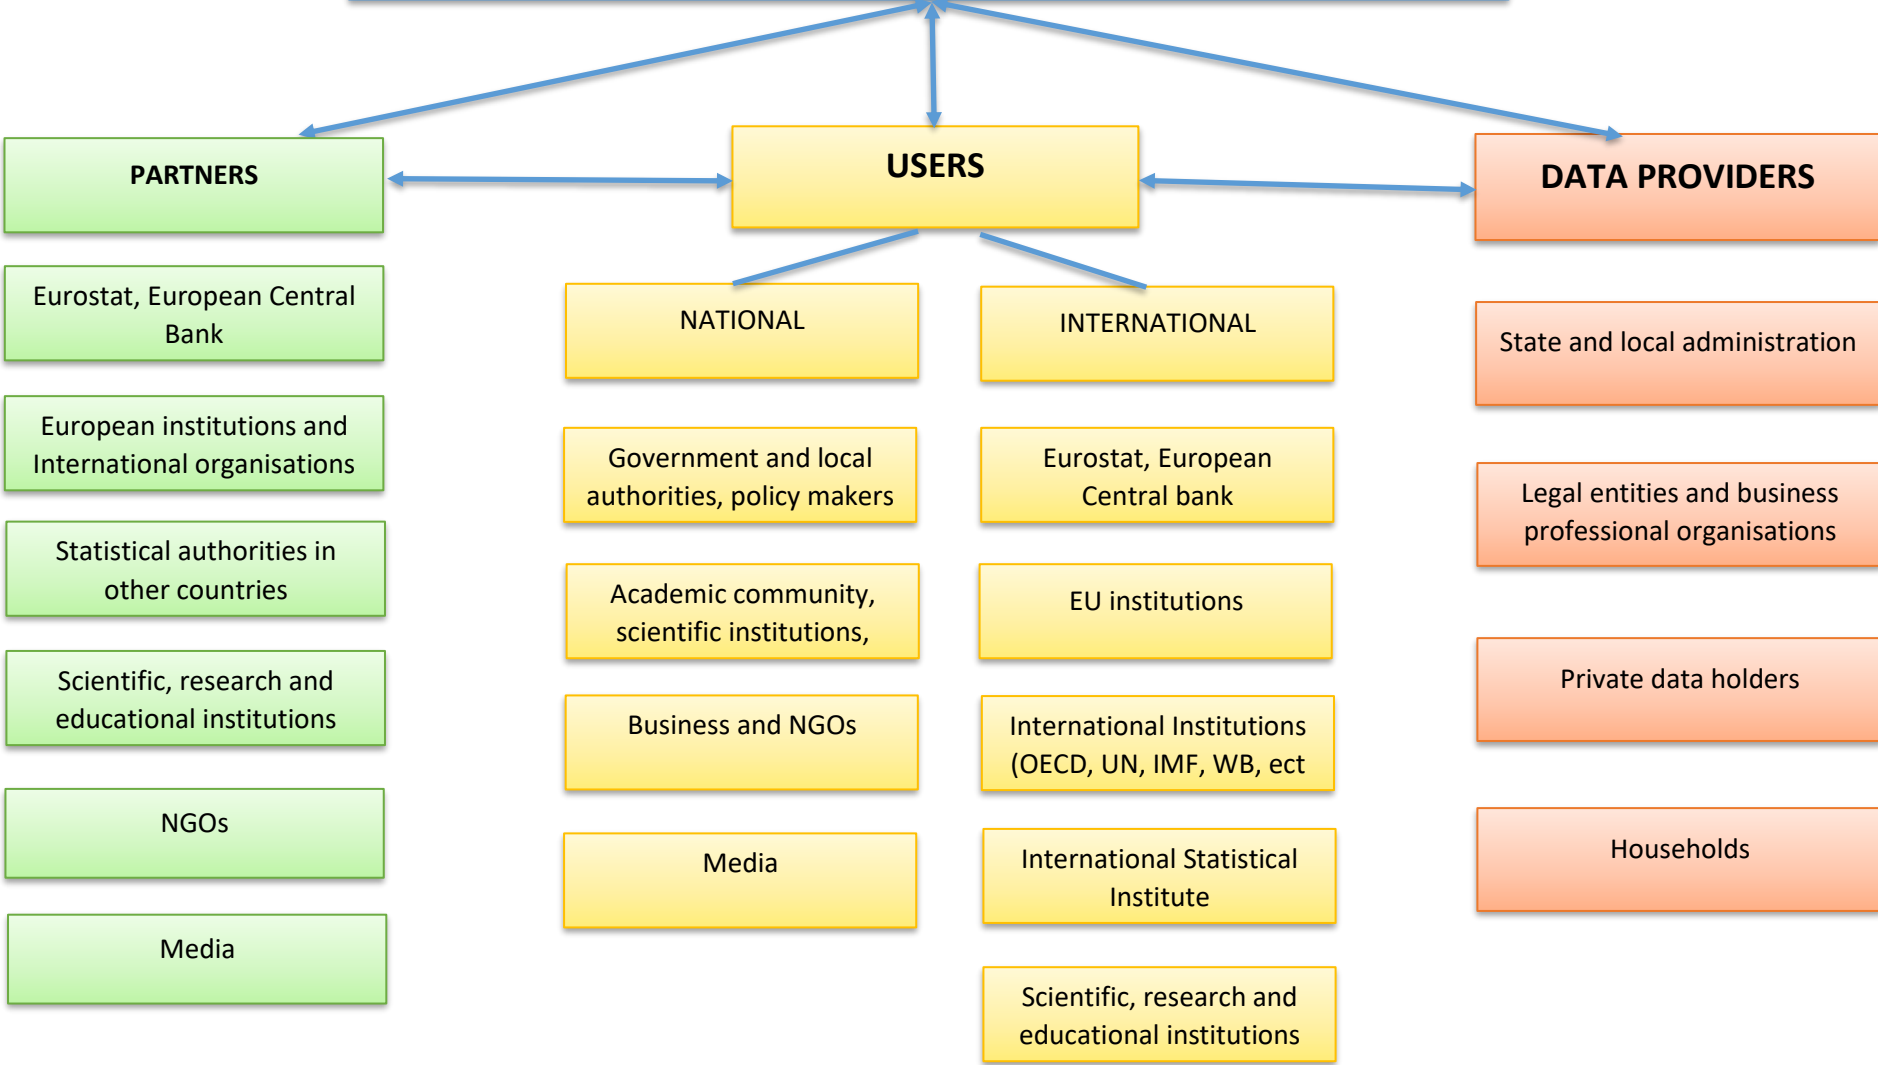 PARTNERS
Eurostat, European Central
Bank
European institutions and
International organisations
Statistical authorities in
other countries
Scientific, research and
educational institutions
NGOs
Media
USERS
NATIONAL
Government and local
authorities, policy makers
Academic community,
scientific institutions,
Business and NGOs
Media
INTERNATIONAL
Eurostat, European
Central bank
EU institutions
International Institutions
(OECD, UN, IMF, WB, ect
International Statistical
Institute
Scientific, research and
educational institutions
DATA PROVIDERS
State and local administration
Legal entities and business
professional organisations
Private data holders
Households